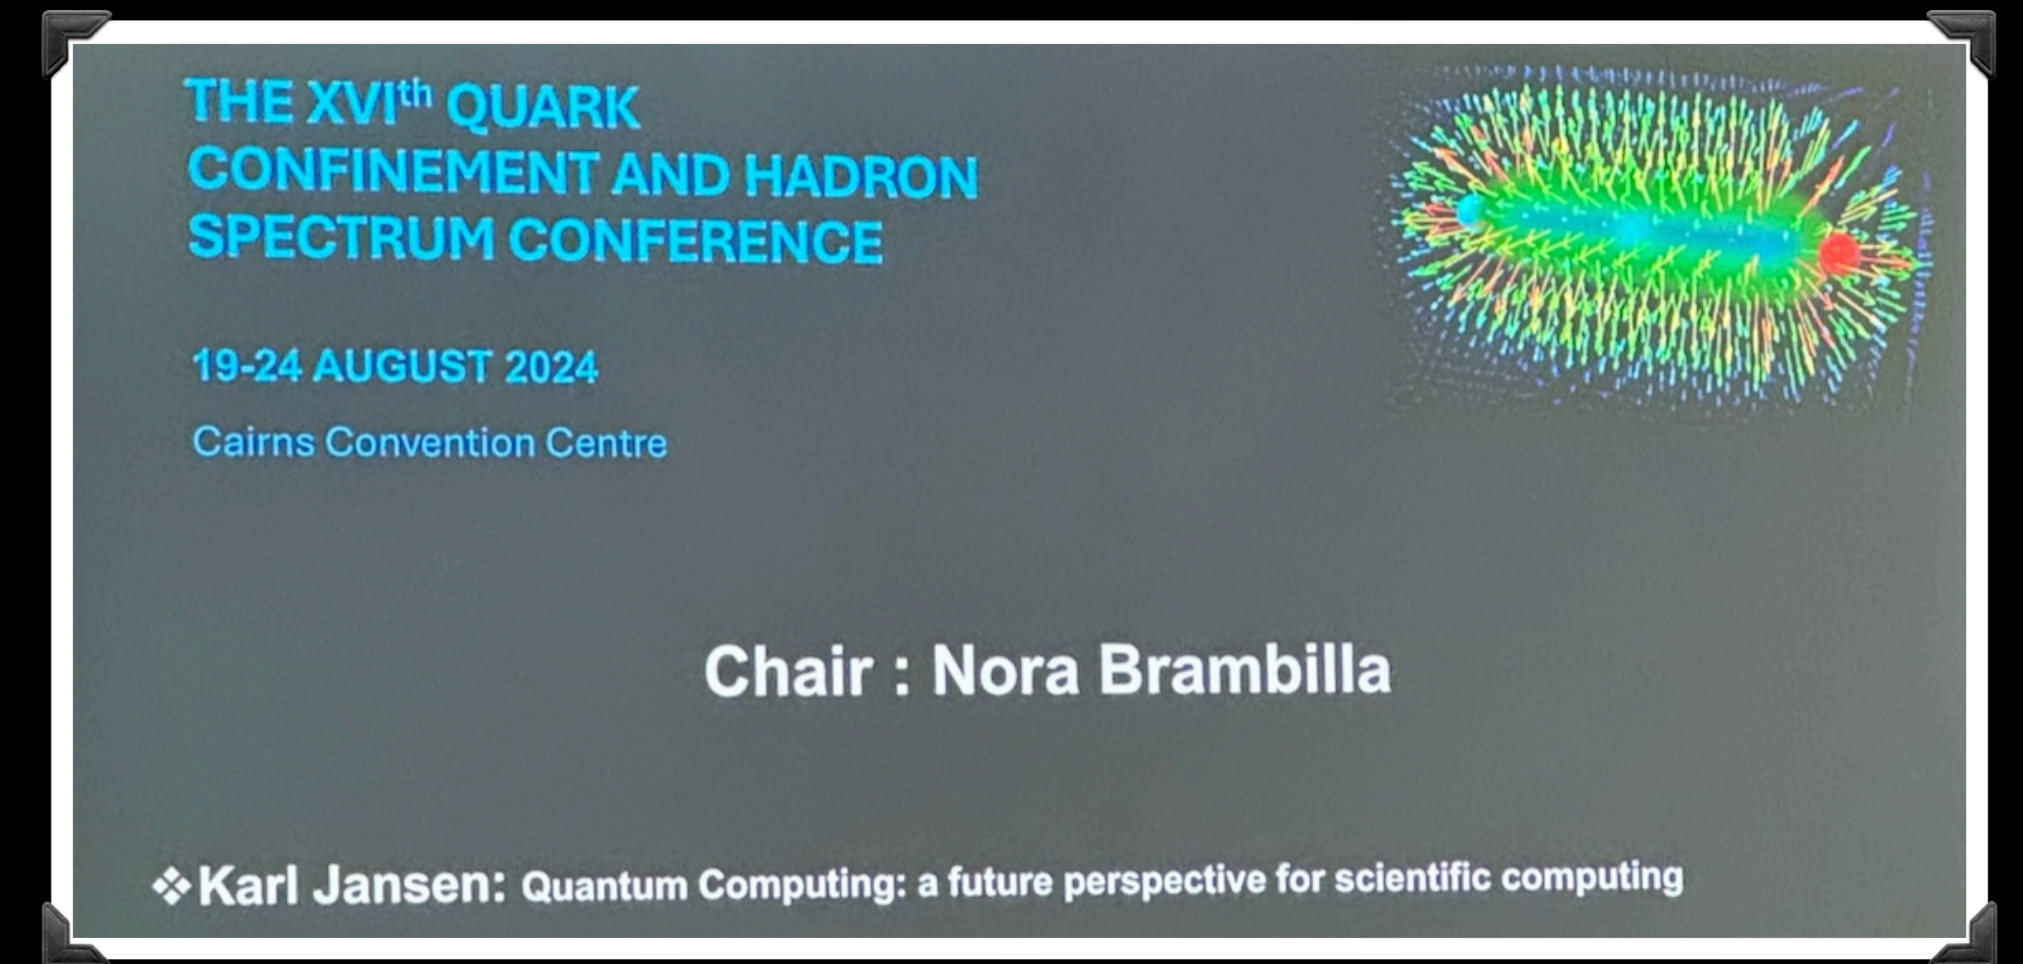 THE XVIth QUARK
CONFINEMENT AND HADRON
SPECTRUM CONFERENCE
19-24 AUGUST 2024
Cairns Convention Centre
Chair : Nora Brambilla
❖Karl Jansen: Quantum Computing: a future perspective for scientific computing